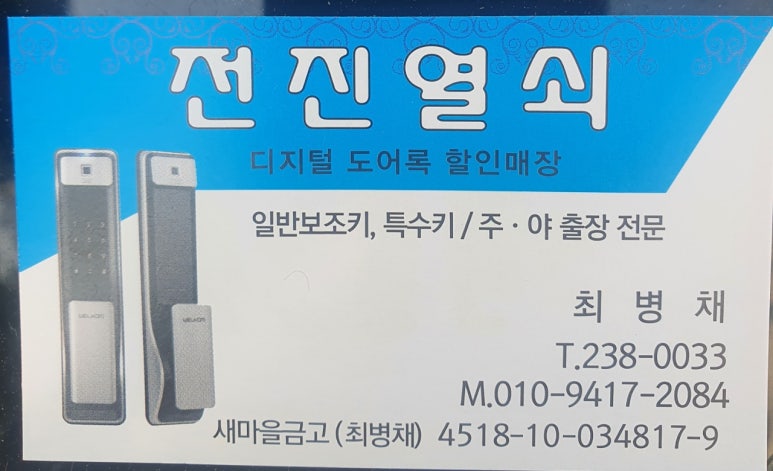 전진열쇠
디지털 도어록 할인매장
일반보조키, 특수키 / 주 · 야 출장 전문
최 병 채
T.238-0033
M.010-9417-2084
새마을금고 (최병채) 4518-10-034817-9